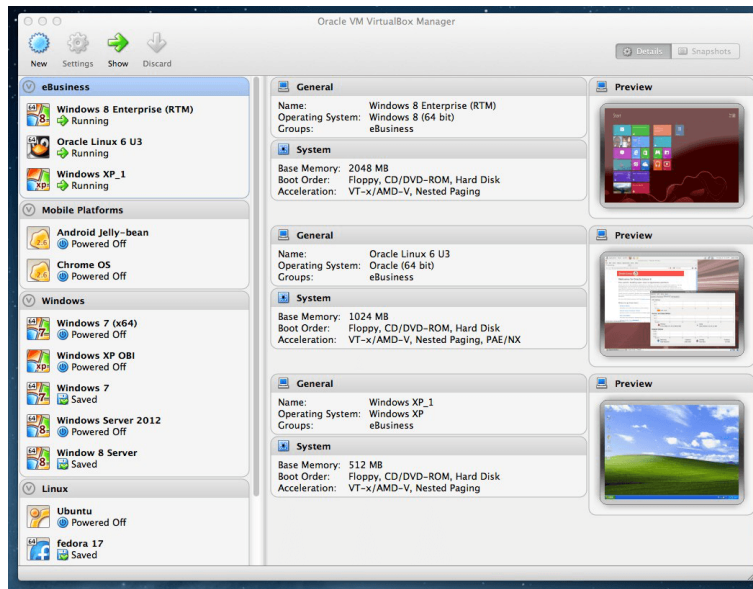 Oracle VM VirtualBox Manager
New Settings Show Discard
Details Snapshots
eBusiness
Windows 8 Enterprise (RTM)
Running
Oracle Linux 6 U3
Running
Windows XP_1
Running
Mobile Platforms
Android Jelly-bean
Powered Off
Chrome OS
Powered Off
Windows
Windows 7 (x64)
Powered Off
Windows XP OBI
Powered Off
Windows 7
Saved
Windows Server 2012
Powered Off
Window 8 Server
Saved
Linux
Ubuntu
Powered Off
fedora 17
Saved
General
Name: Windows 8 Enterprise (RTM)
Operating System: Windows 8 (64 bit)
Groups: eBusiness
System
Base Memory: 2048 MB
Boot Order: Floppy, CD/DVD-ROM, Hard Disk
Acceleration: VT-x/AMD-V, Nested Paging
Preview
General
Name: Oracle Linux 6 U3
Operating System: Oracle (64 bit)
Groups: eBusiness
System
Base Memory: 1024 MB
Boot Order: Floppy, CD/DVD-ROM, Hard Disk
Acceleration: VT-x/AMD-V, Nested Paging, PAE/NX
Preview
General
Name: Windows XP_1
Operating System: Windows XP
Groups: eBusiness
System
Base Memory: 512 MB
Boot Order: Floppy, CD/DVD-ROM, Hard Disk
Acceleration: VT-x/AMD-V, Nested Paging
Preview